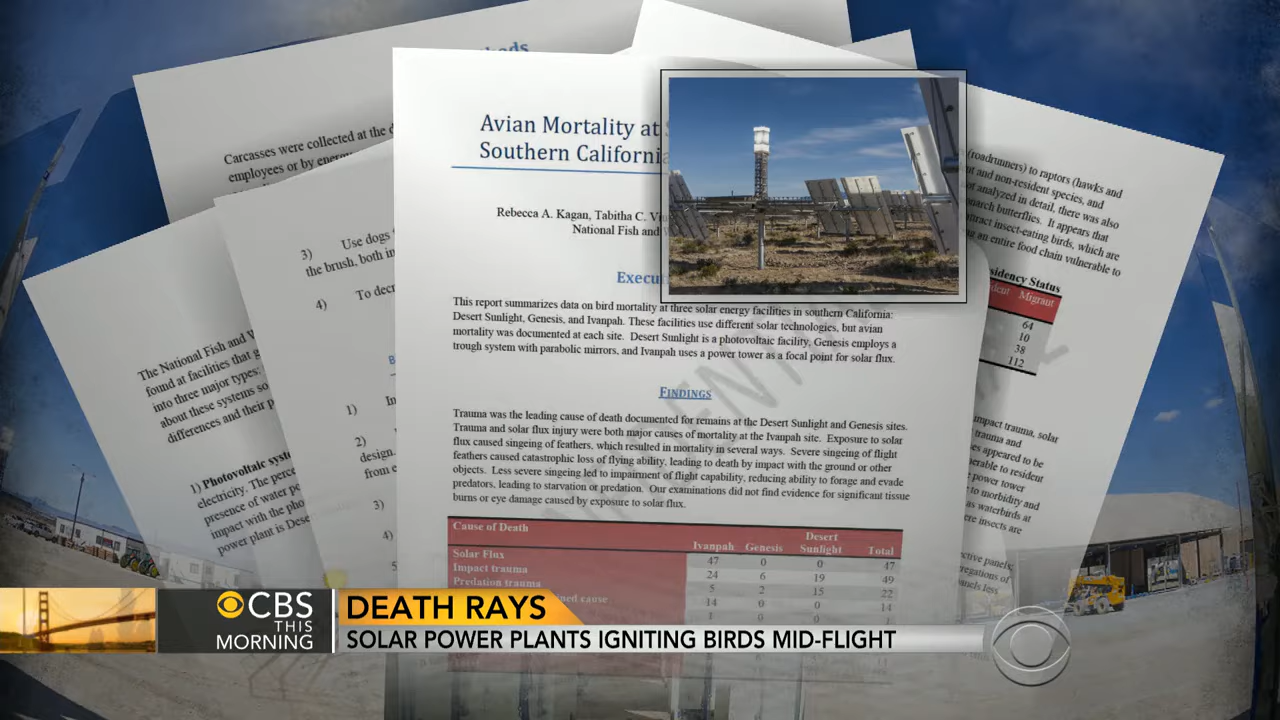 Carcasses were collected at the
employees or by
Avian Mortality at
Southern California
Rebecca A. Kagan, Tabitha C.
National Fish and
This report summarizes data on bird mortality at three solar energy facilities in southern California:
Desert Sunlight, Genesis, and Ivanpah. These facilities use different solar technologies, but avian
mortality was documented at each site. Desert Sunlight is a photovoltaic facility, Genesis employs a
trough system with parabolic mirrors, and Ivanpah uses a power tower as a focal point for solar flux.
FINDINGS
Trauma was the leading cause of death documented for remains at the Desert Sunlight and Genesis sites.
Trauma and solar flux injury were both major causes of mortality at the Ivanpah site. Exposure to solar
flux caused singeing of feathers, which resulted in mortality in several ways. Severe singeing of flight
feathers caused catastrophic loss of flying ability, leading to death by impact with the ground or other
objects. Less severe singeing led to impairment of flight capability, reducing ability to forage and evade
predators, leading to starvation or predation. Our examinations did not find evidence for significant tissue
burns or eye damage caused by exposure to solar flux.
Cause of Death
Ivanpah Genesis Desert Sunlight Total
Solar Flux 47 0 0 47
Impact trauma 24 6 19 49
Predation trauma 5 2 15 22
cause 14 0 0 14
3) Use dogs
the brush, both in
4) To
1)
2)
design.
from
3)
4)
The National Fish and
found at facilities that
into three major types:
about these systems so
differences and their
1) Photovoltaic
electricity. The
presence of water
impact with the
power plant is
(roadrunners) to raptors (hawks and
and non-resident species, and
analyzed in detail, there was also
butterflies. It appears that
insect-eating birds, which are
an entire food chain vulnerable to
Status
Migrant
64
10
38
112
trauma, solar
trauma and
appeared to be
to resident
power tower
to morbidity and
as waterbirds at
insects are
panels;
of
less
CBS
THIS
MORNING
DEATH RAYS
SOLAR POWER PLANTS IGNITING BIRDS MID-FLIGHT